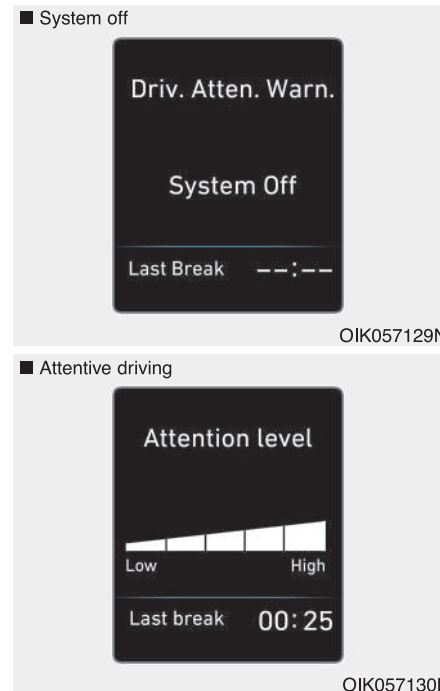 ■ System off
Driv. Atten. Warn.
System Off
Last Break --:--
OIK057129N
■ Attentive driving
Attention level
Low High
Last break 00:25
OIK057130